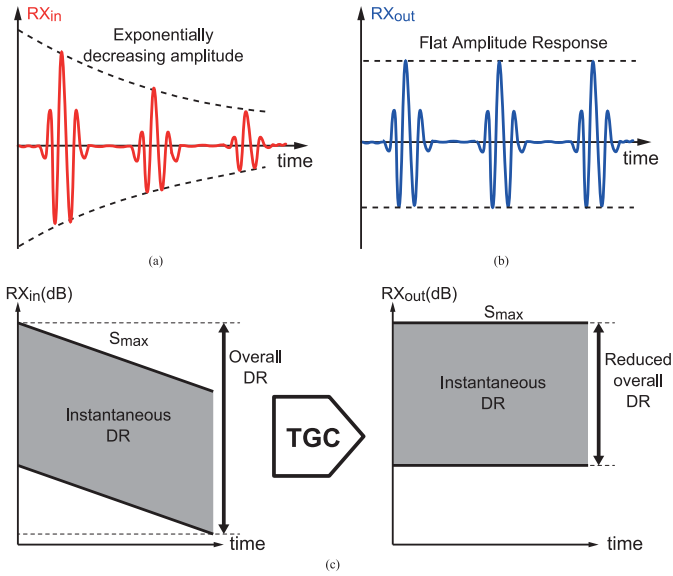 RXin
Exponentially
decreasing amplitude
time
(a)
RXout
Flat Amplitude Response
time
(b)
RXin(dB)
Smax
Overall
DR
Instantaneous
DR
time
TGC
RXout(dB)
Smax
Reduced
overall
DR
Instantaneous
DR
time
(c)